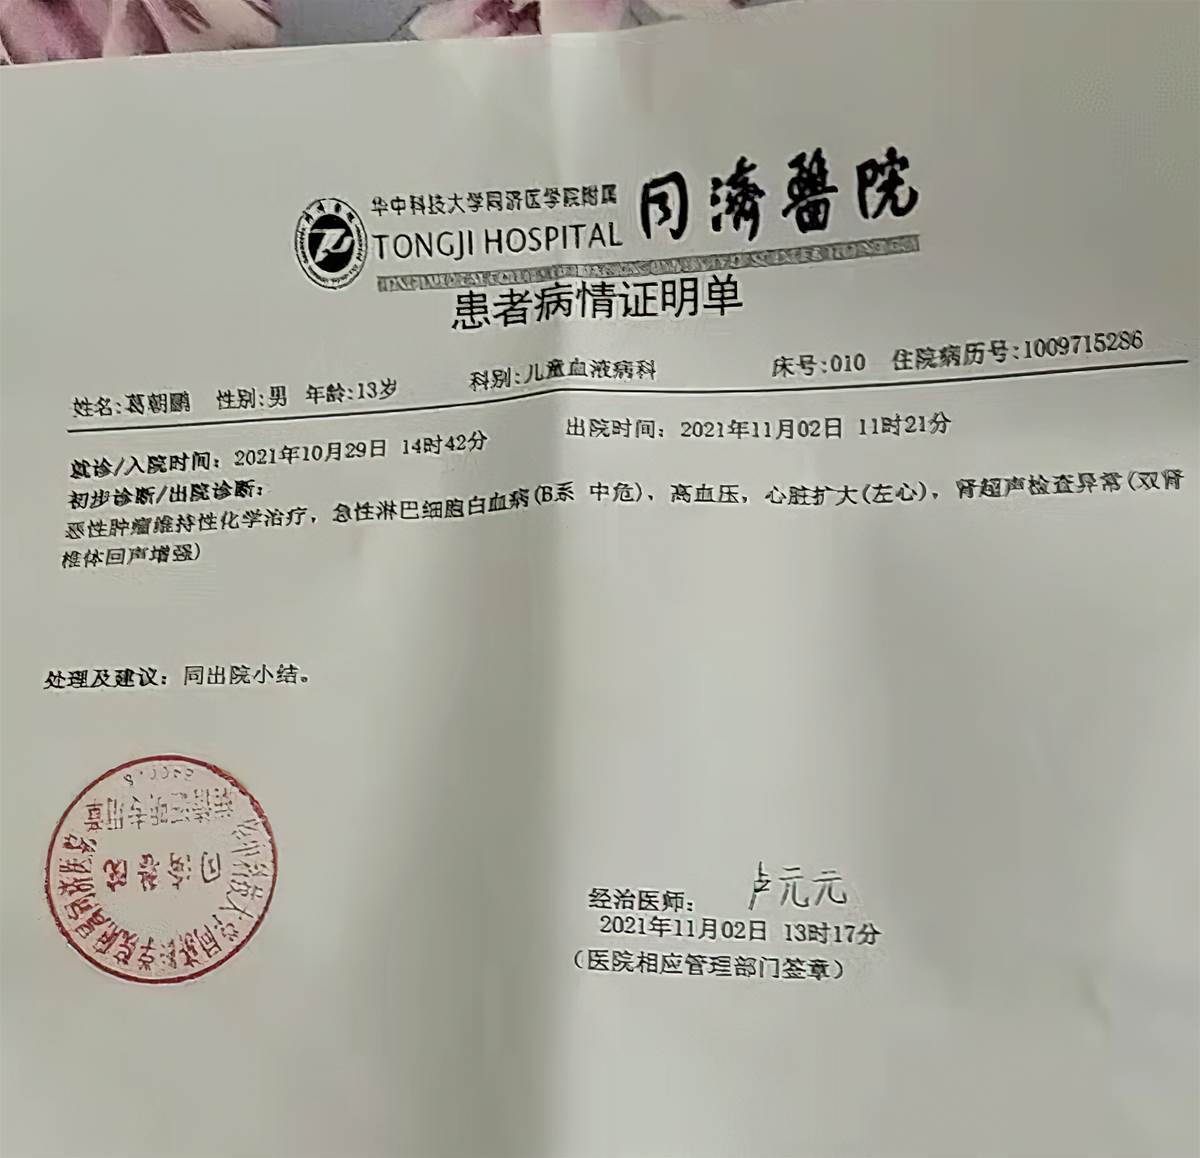 华中科技大学同济医学院附属
TONGJI HOSPITAL
同濟醫院
患者病情证明单
姓名:葛朝鹏 性别:男 年龄:13岁 科别:儿童血液病科 床号:010 住院病历号:1009715286
就诊/入院时间: 2021年10月29日 14时42分 出院时间: 2021年11月02日 11时21分
初步诊断/出院诊断:
恶性肿瘤维持性化学治疗, 急性淋巴细胞白血病(B系 中危), 高血压, 心脏扩大(左心), 肾超声检查异常(双肾
椎体回声增强)
处理及建议: 同出院小结。
同济
经治医师: 卢元元
2021年11月02日 13时17分
(医院相应管理部门签章)